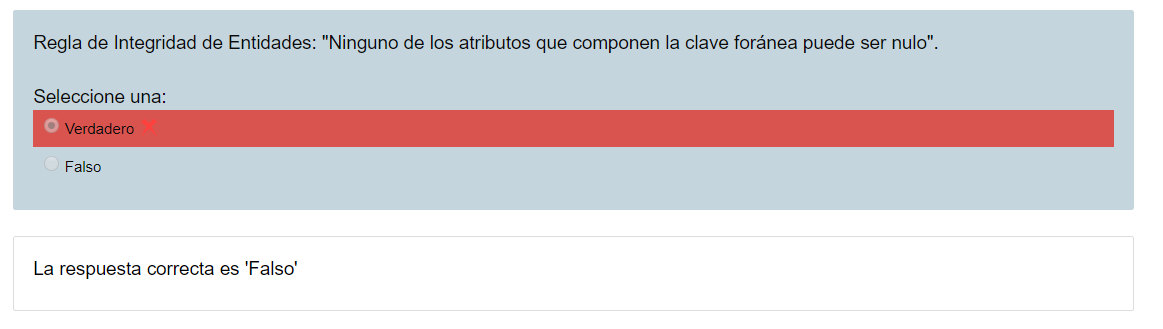 Regla de Integridad de Entidades: "Ninguno de los atributos que componen la clave foránea puede ser nulo".
Seleccione una:
Verdadero
Falso
La respuesta correcta es 'Falso'